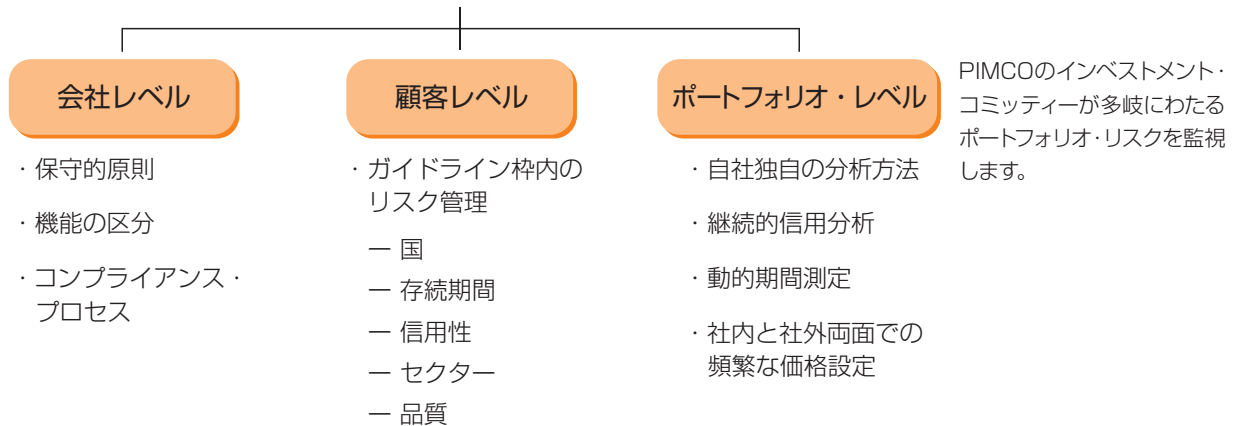 会社レベル
・保守的原則
・機能の区分
・コンプライアンス・
プロセス
顧客レベル
・ガイドライン枠内の
リスク管理
— 国
— 存続期間
— 信用性
— セクター
— 品質
ポートフォリオ・レベル
・自社独自の分析方法
・継続的信用分析
・動的期間測定
・社内と社外両面での
頻繁な価格設定
PIMCOのインベストメント・
コミッティーが多岐にわたる
ポートフォリオ・リスクを監視
します。